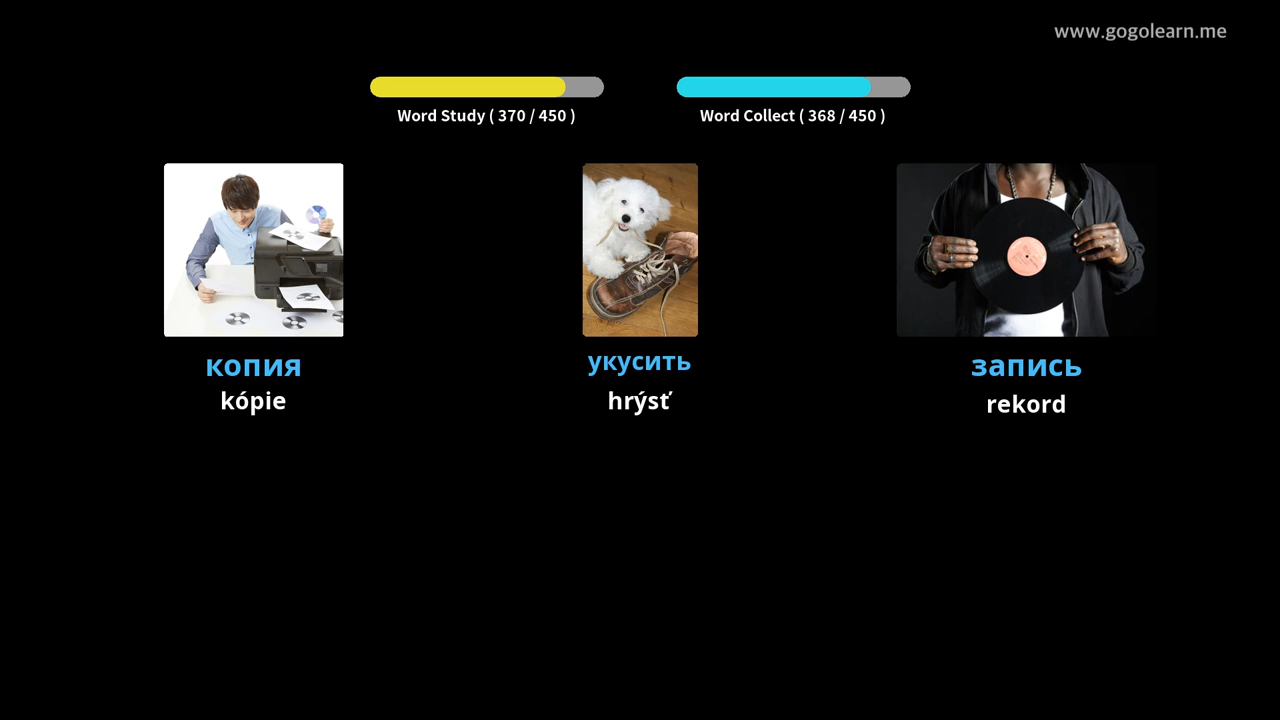 www.gogolearn.me
Word Study ( 370 / 450 )
Word Collect ( 368 / 450 )
копия
kópie
укусить
hrýsť
запись
rekord